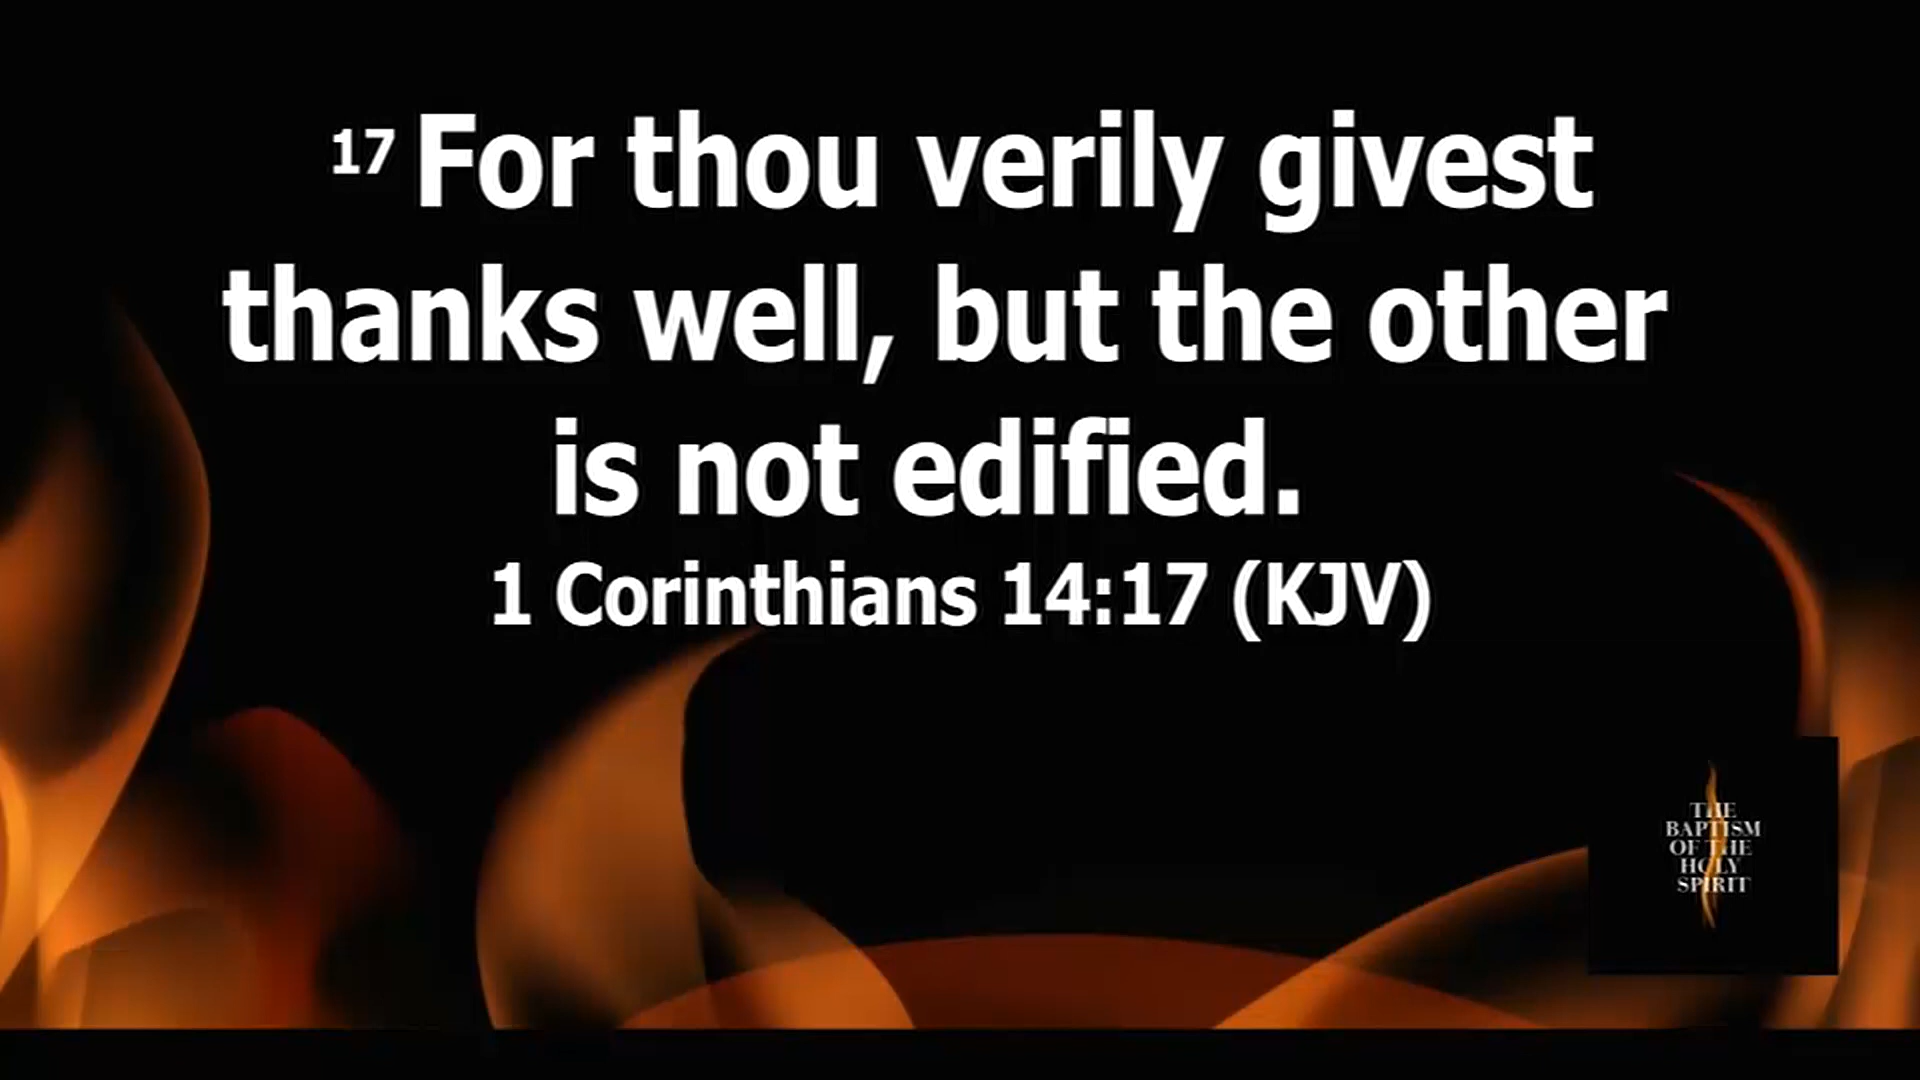 17 For thou verily givest
thanks well, but the other
is not edified.
1 Corinthians 14:17 (KJV)
THE
BAPTISM
OF THE
HOLY
SPIRIT